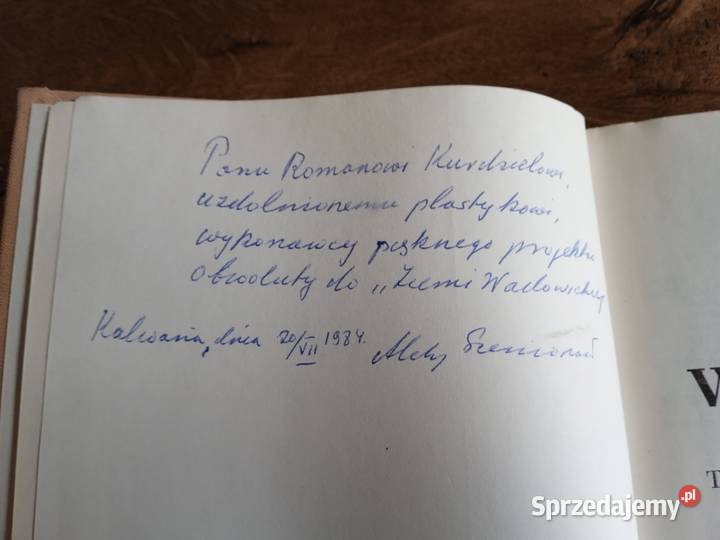 Panu Romanowi Kurdzielowi,
uzdolnionemu plastykowi,
wykonawcy pięknego projektu
obwoluty do „Ziemi Wadowickiej
Kalwaria, dnia 20/VII 1984.
W
T
Sprzedajemy.pl